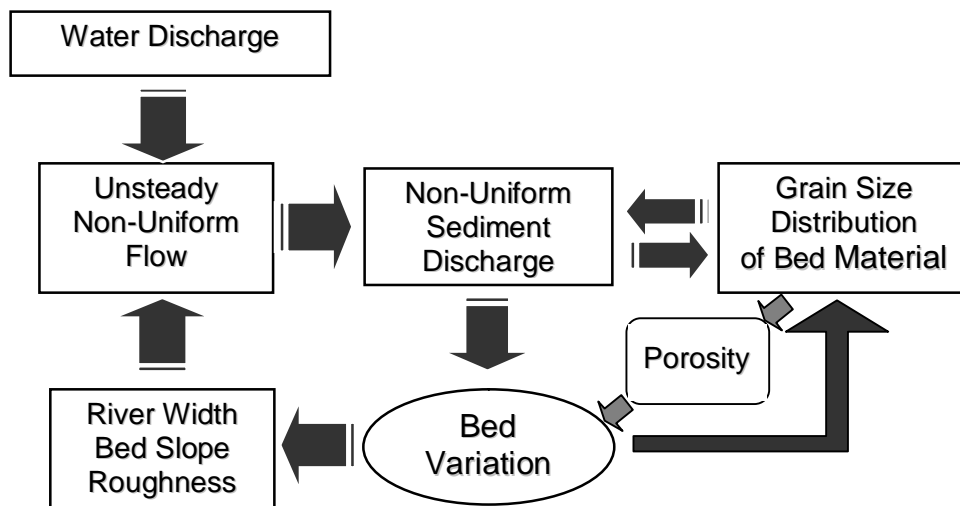 Water Discharge
Unsteady
Non-Uniform
Flow
Non-Uniform
Sediment
Discharge
Grain Size
Distribution
of Bed Material
Porosity
River Width
Bed Slope
Roughness
Bed
Variation